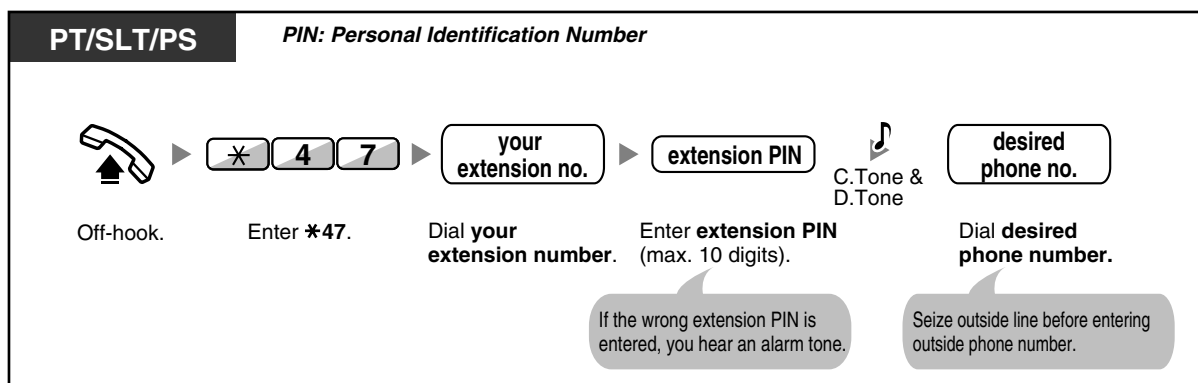 PT/SLT/PS
PIN: Personal Identification Number
* 4 7
your
extension no.
extension PIN
C.Tone &
D.Tone
desired
phone no.
Off-hook.
Enter *47.
Dial your
extension number.
Enter extension PIN
(max. 10 digits).
Dial desired
phone number.
If the wrong extension PIN is
entered, you hear an alarm tone.
Seize outside line before entering
outside phone number.